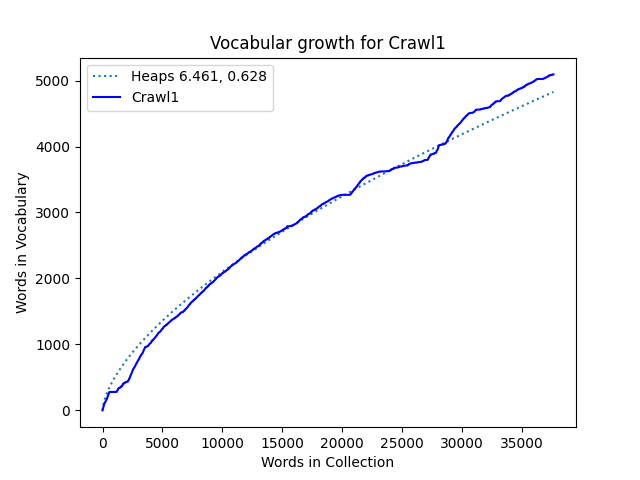 Vocabular growth for Crawl1
Heaps 6.461, 0.628
Crawl1
Words in Vocabulary
5000
4000
3000
2000
1000
0
0 5000 10000 15000 20000 25000 30000 35000
Words in Collection